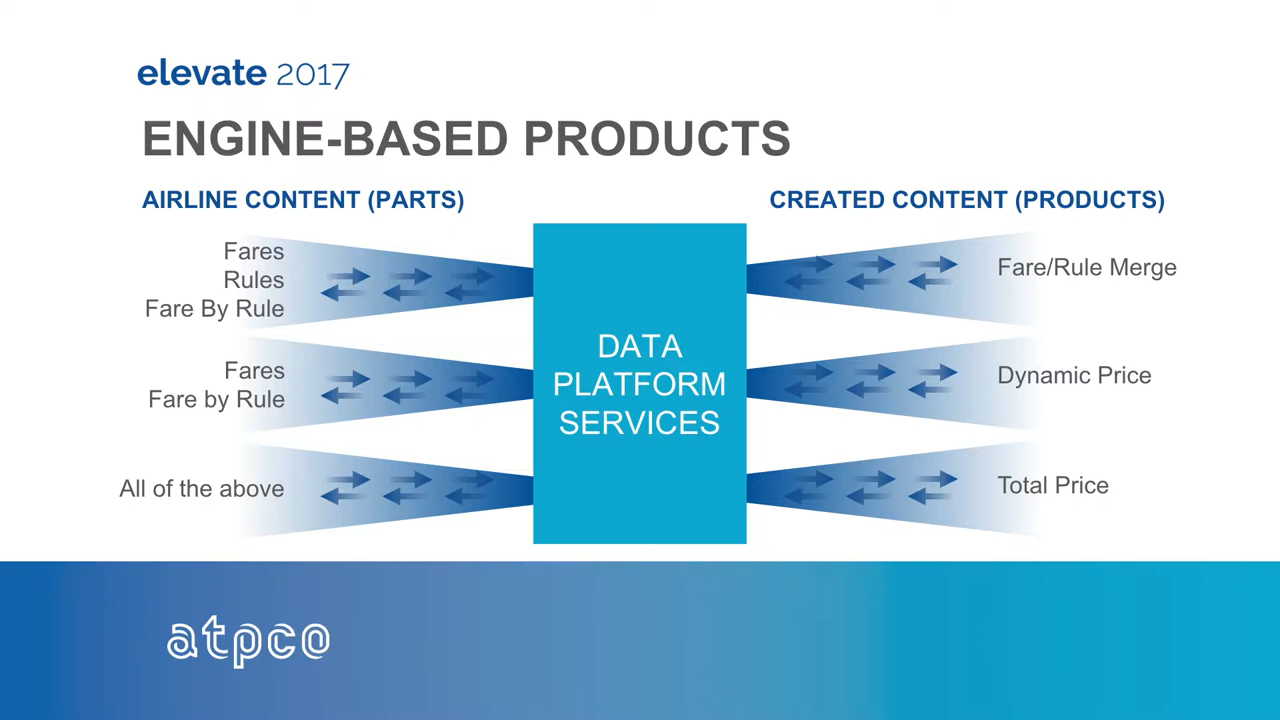 elevate 2017
ENGINE-BASED PRODUCTS
AIRLINE CONTENT (PARTS)
CREATED CONTENT (PRODUCTS)
Fares
Rules
Fare By Rule
Fares
Fare by Rule
All of the above
DATA
PLATFORM
SERVICES
Fare/Rule Merge
Dynamic Price
Total Price
atpco